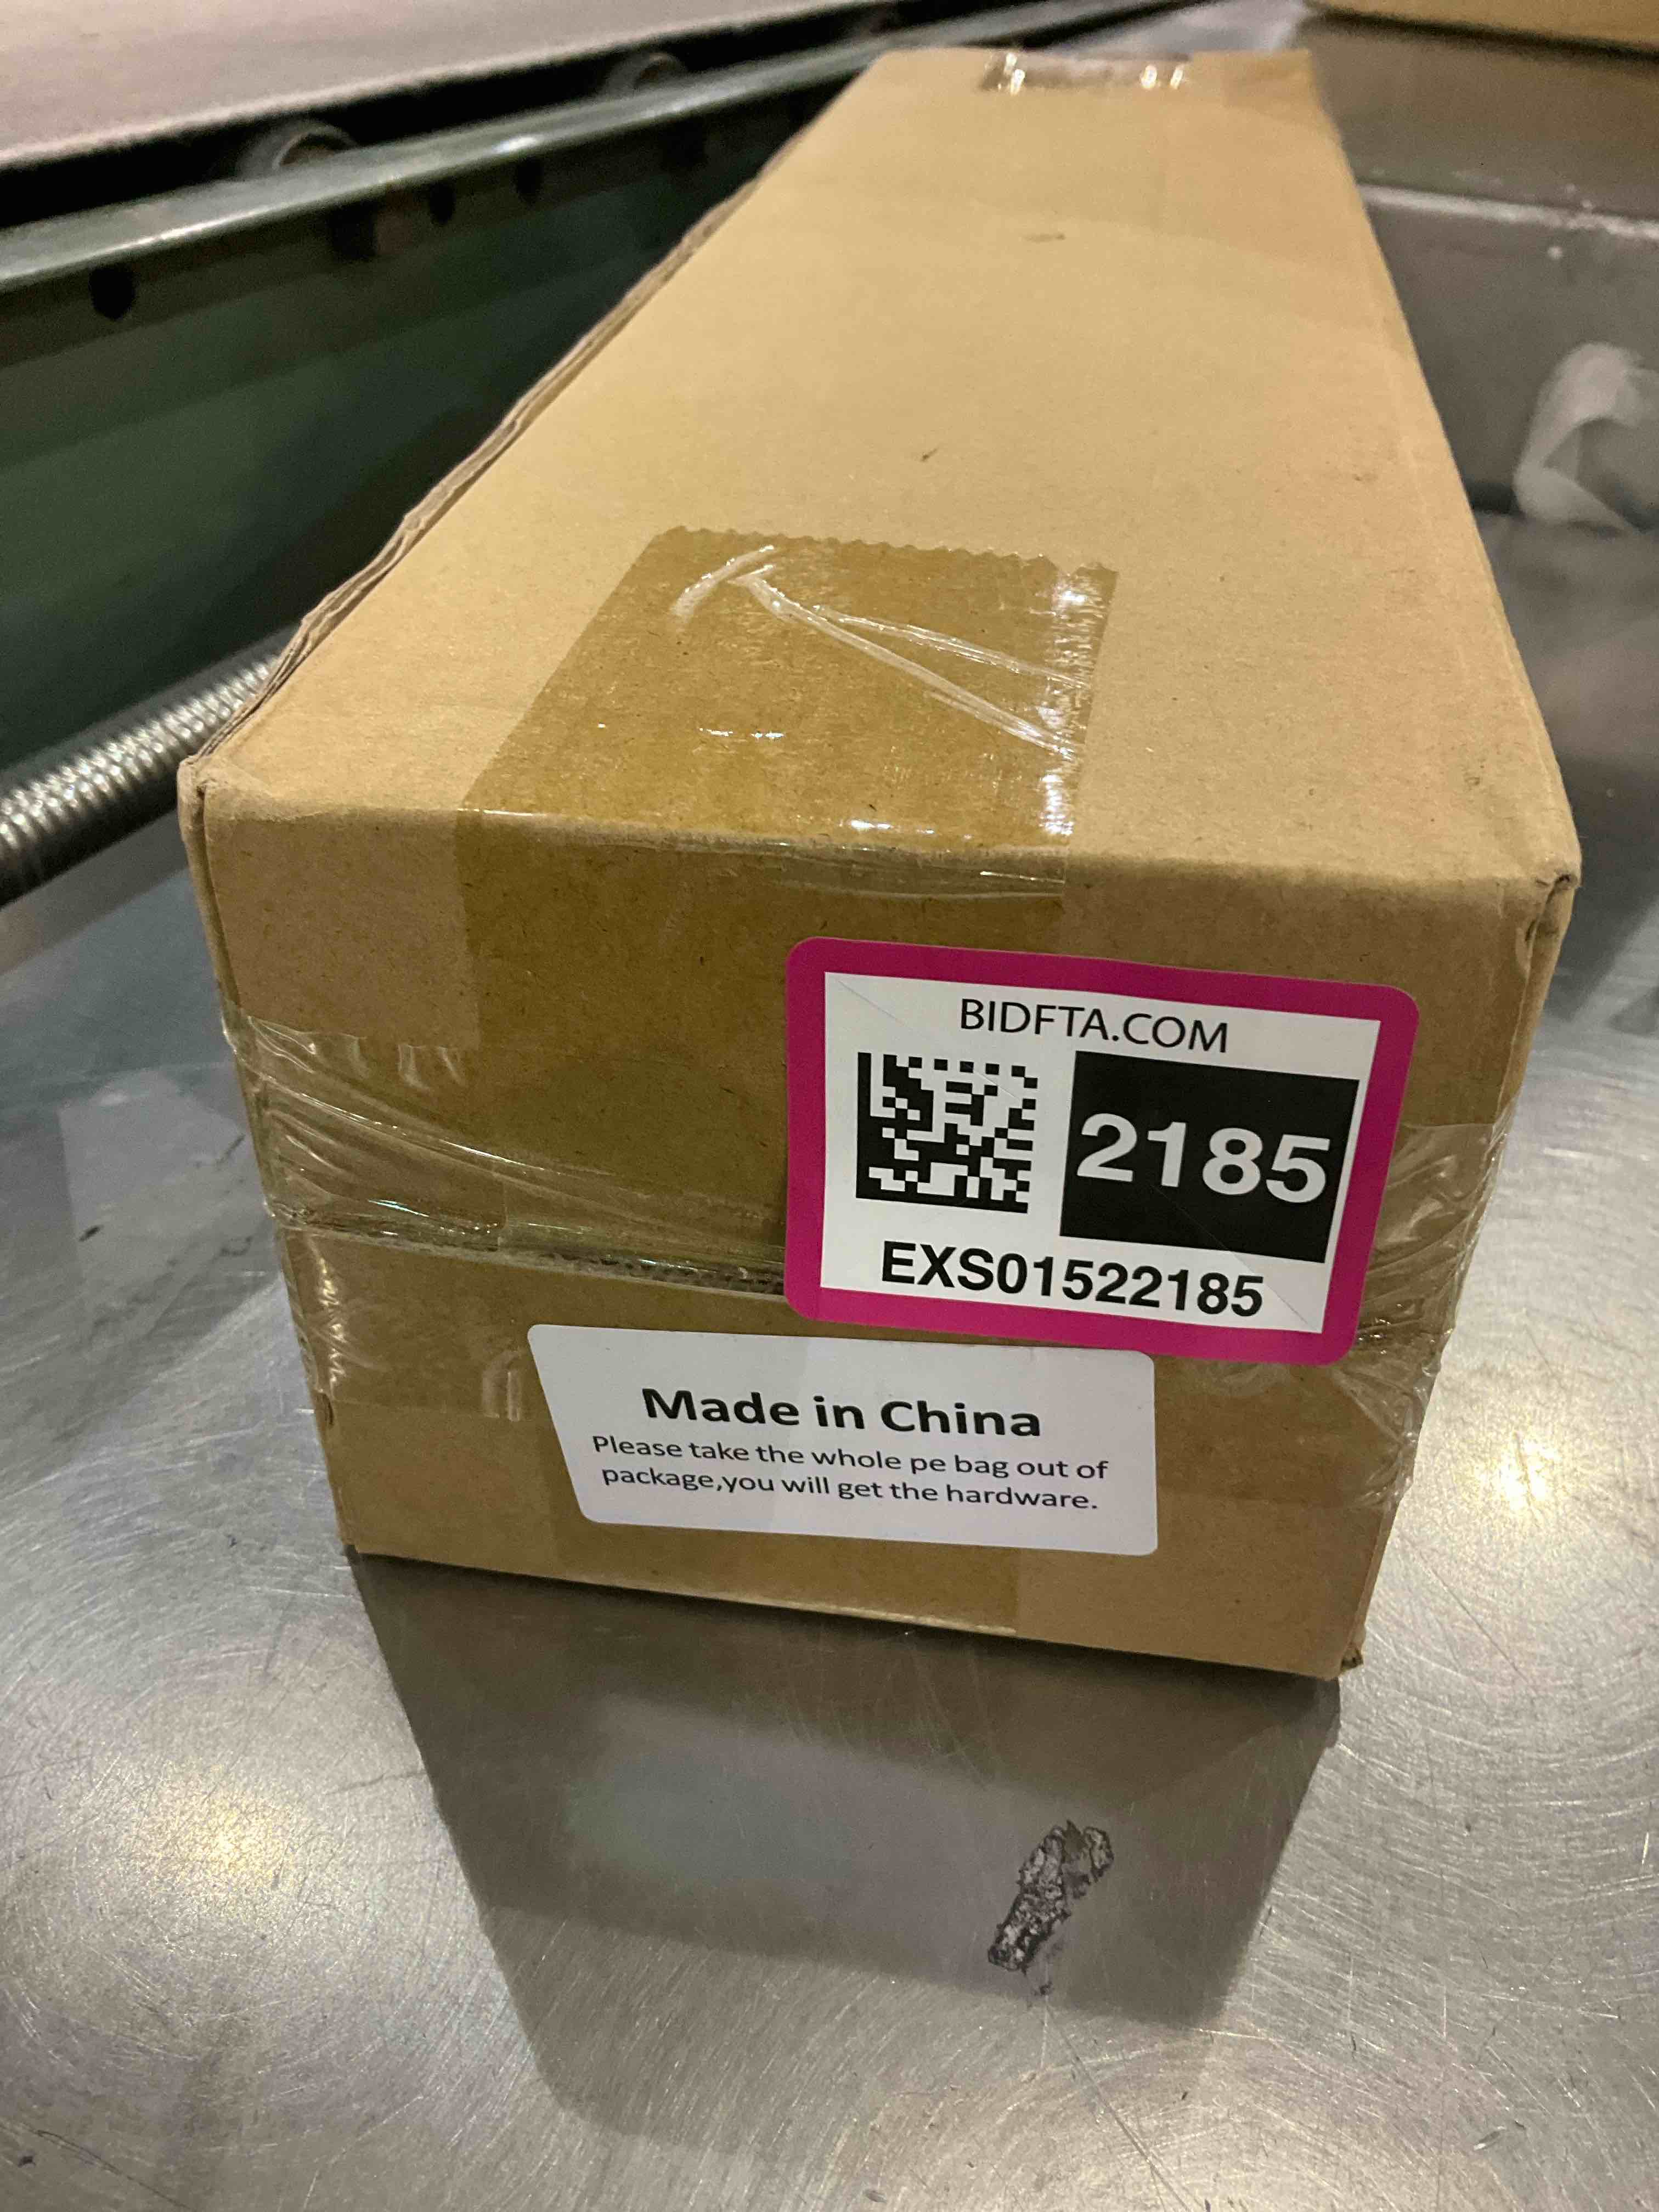 BIDFTA.COM
2185
EXS01522185
Made in China
Please take the whole pe bag out of
package,you will get the hardware.